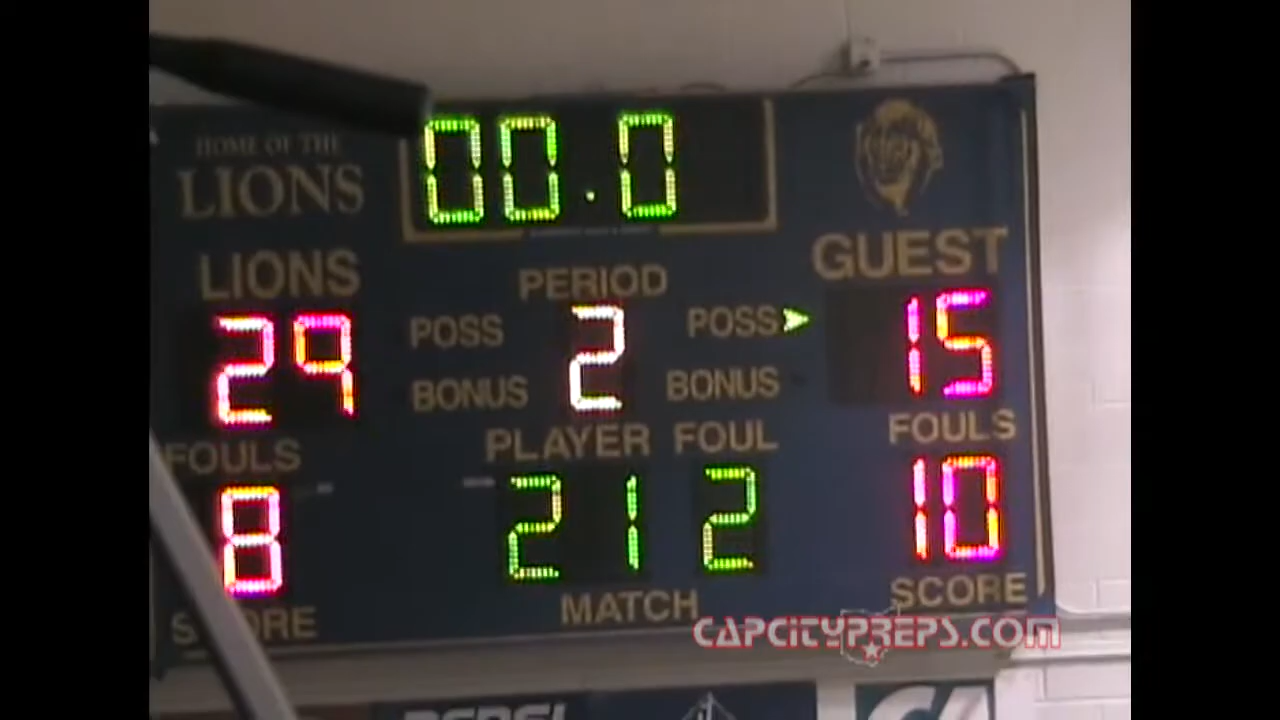 HOME OF THE
LIONS
00.0
LIONS
PERIOD
GUEST
29
POSS
2
POSS
15
BONUS
BONUS
FOULS
PLAYER FOUL
FOULS
8
21
2
10
SCORE
MATCH
SCORE
CAPCITYPREPS.COM
PEPSI